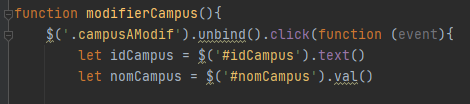 function modifierCampus(){
$('.campusAModif').unbind().click(function (event){
let idCampus = $('#idCampus').text()
let nomCampus = $('#nomCampus').val()